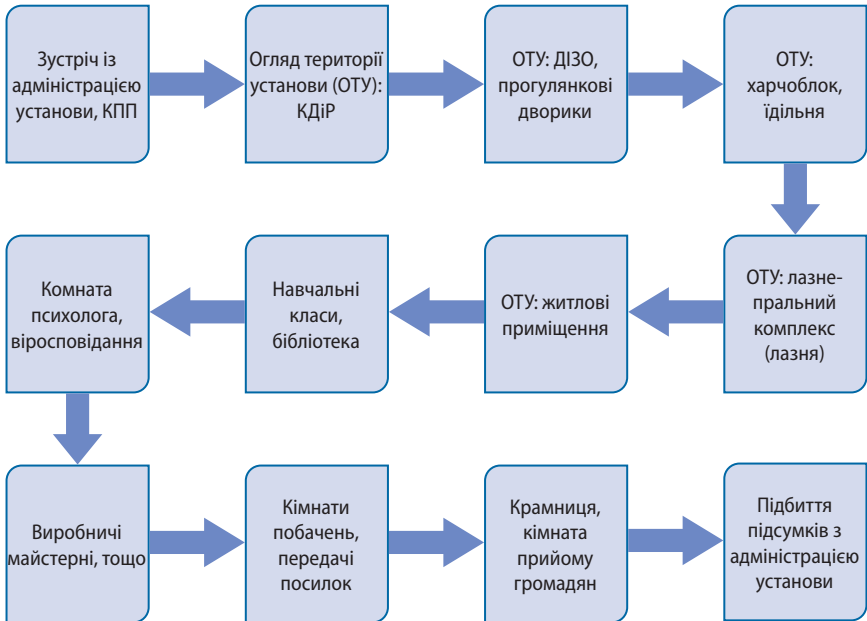 Зустріч із
адміністрацією
установи, КПП
Огляд території
установи (ОТУ):
КДіР
ОТУ: ДІЗО,
прогулянкові
дворики
ОТУ:
харчоблок,
їдільня
ОТУ: лазне-
пральний
комплекс
(лазня)
ОТУ: житлові
приміщення
Навчальні
класи,
бібліотека
Комната
психолога,
віросповідання
Виробничі
майстерні, тощо
Кімнати
побачень,
передачі
посилок
Крамниця,
кімната
прийому
громадян
Підбиття
підсумків з
адміністрацією
установи